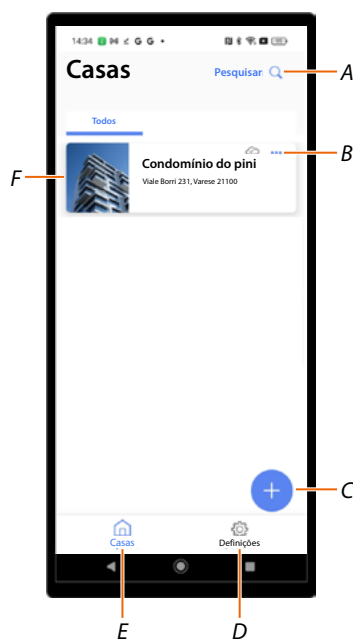 14:34 G G
Casas
Pesquisar
A
Todos
B
Condomínio do pini
F
Viale Borri 231, Varese 21100
C
Casas
Definições
E
D